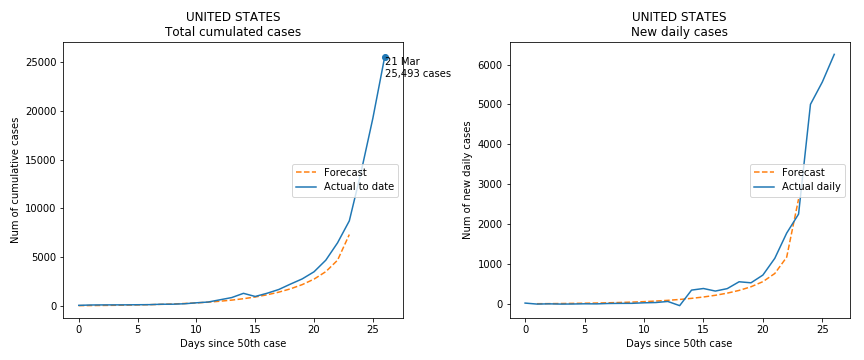 UNITED STATES
Total cumulated cases
Num of cumulative cases
25000
20000
15000
10000
5000
0
21 Mar
25,493 cases
Forecast
Actual to date
0 5 10 15 20 25
Days since 50th case
UNITED STATES
New daily cases
Num of new daily cases
6000
5000
4000
3000
2000
1000
0
Forecast
Actual daily
0 5 10 15 20 25
Days since 50th case